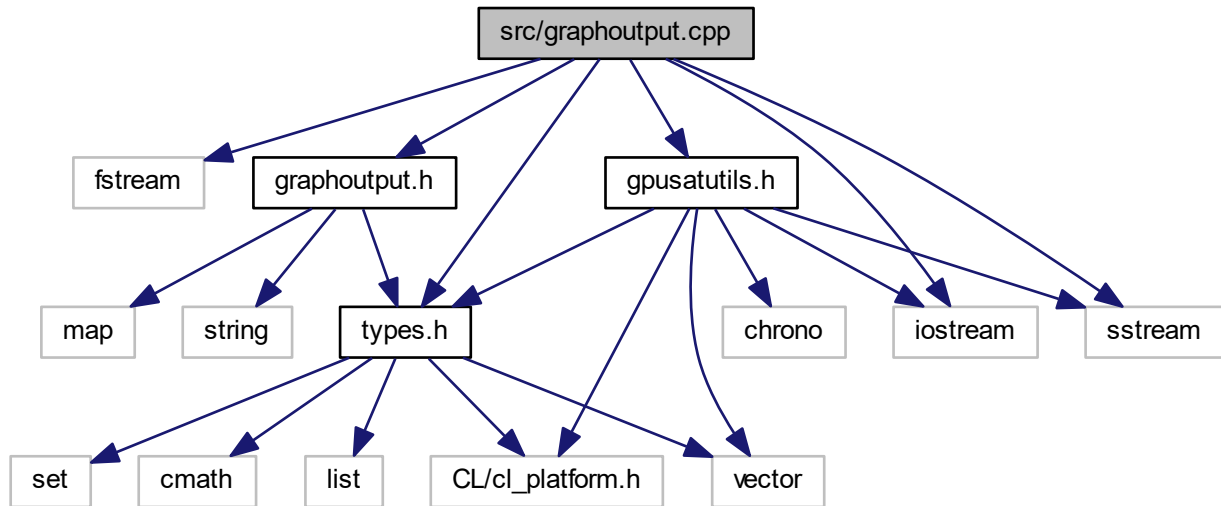 src/graphoutput.cpp
fstream
graphoutput.h
gpusatutils.h
map
string
types.h
chrono
iostream
sstream
set
cmath
list
CL/cl_platform.h
vector